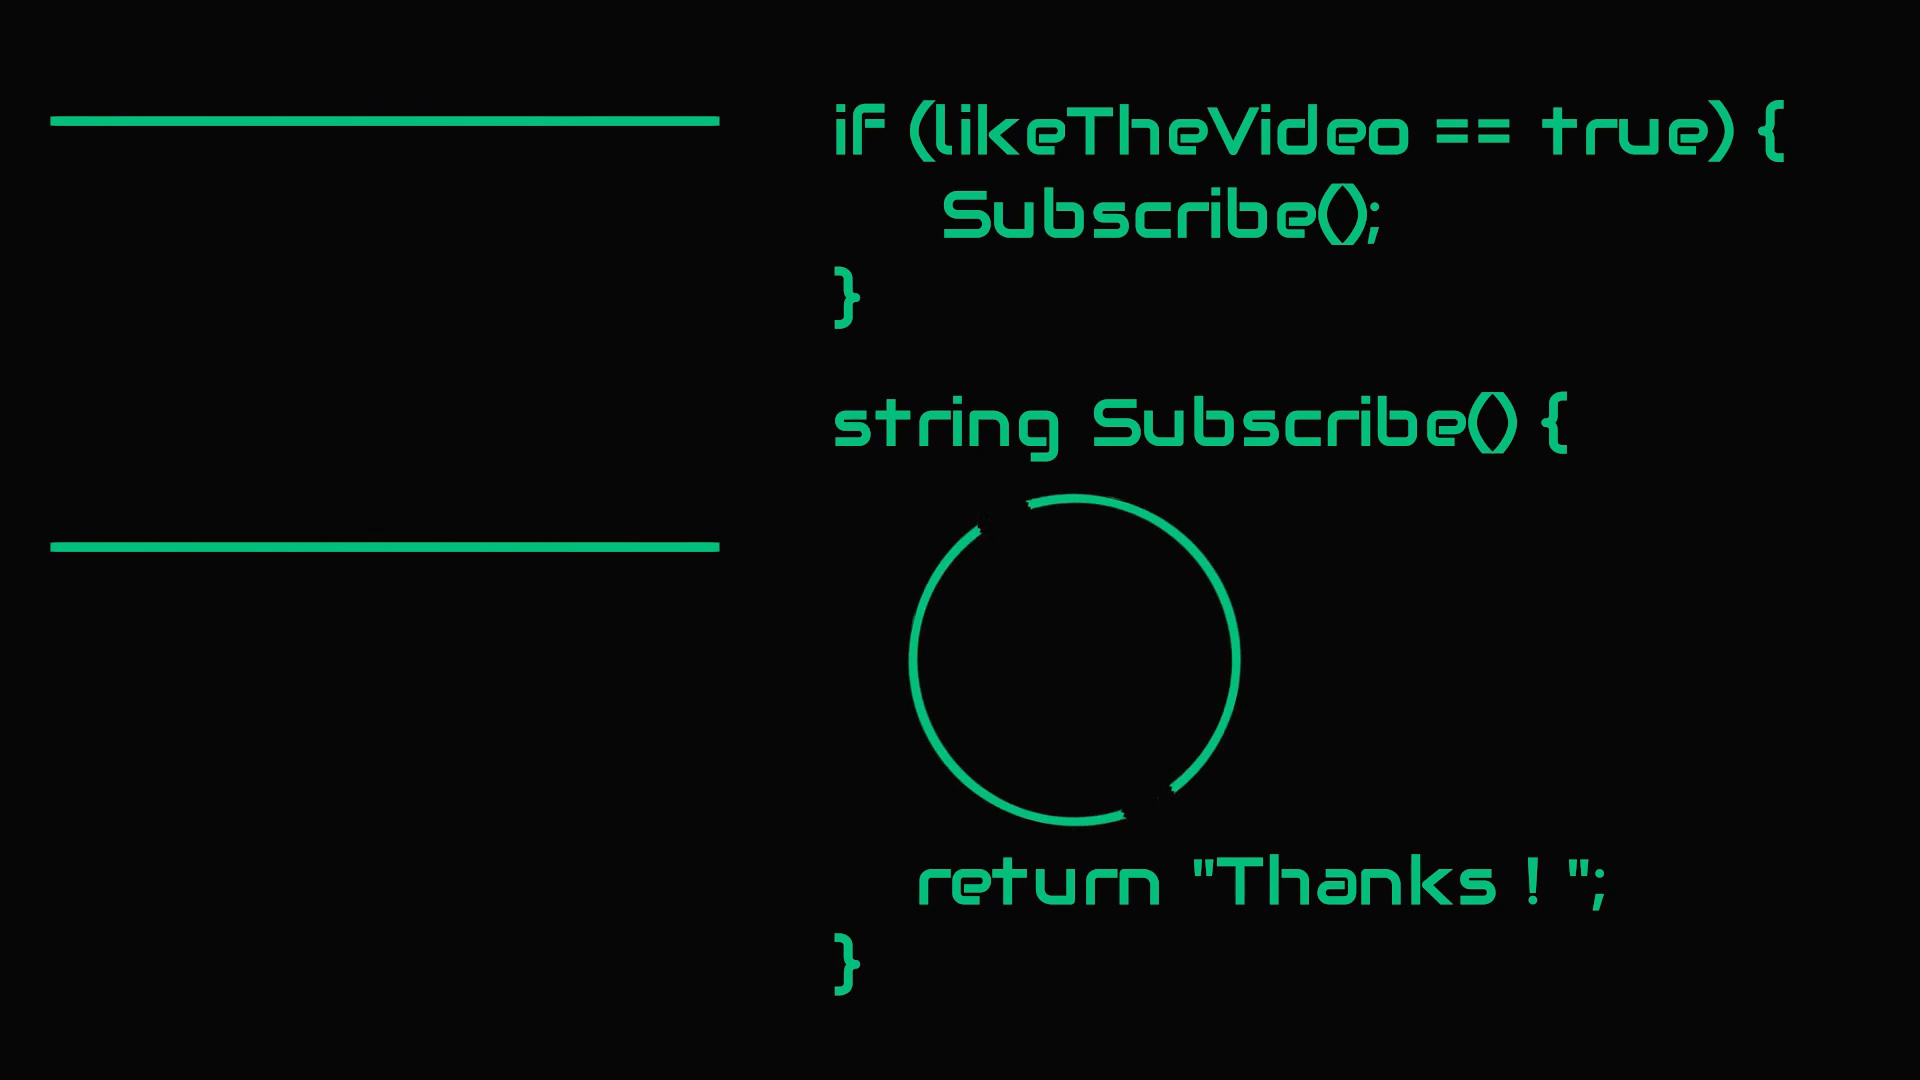 if (likeTheVideo == true) {
Subscribe();
}
string Subscribe() {
return "Thanks ! ";
}